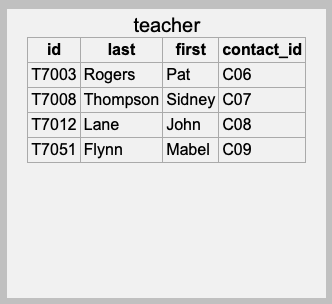 teacher
id last first contact_id
T7003 Rogers Pat C06
T7008 Thompson Sidney C07
T7012 Lane John C08
T7051 Flynn Mabel C09